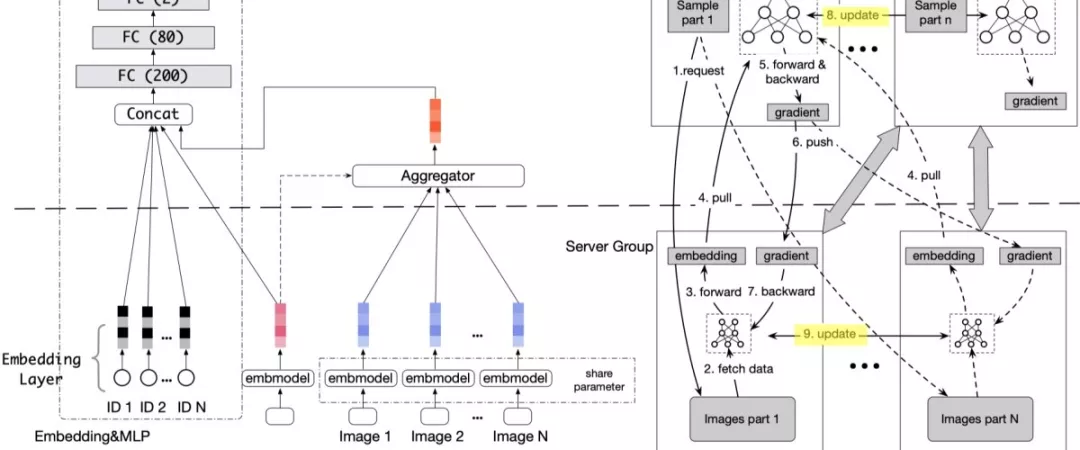 FC (2)
FC (80)
FC (200)
Concat
Aggregator
Embedding
Layer
...
ID 1 ID 2 ID N
Embedding&MLP
embmodel
embmodel
embmodel
embmodel
...
share
parameter
...
Image 1
Image 2
Image N
Sample
part 1
8. update
Sample
part n
1.request
5. forward &
backward
gradient
gradient
6. push
4. pull
4. pull
Server Group
embedding
gradient
embedding
gradient
3. forward
7. backward
9. update
2. fetch data
Images part 1
Images part N